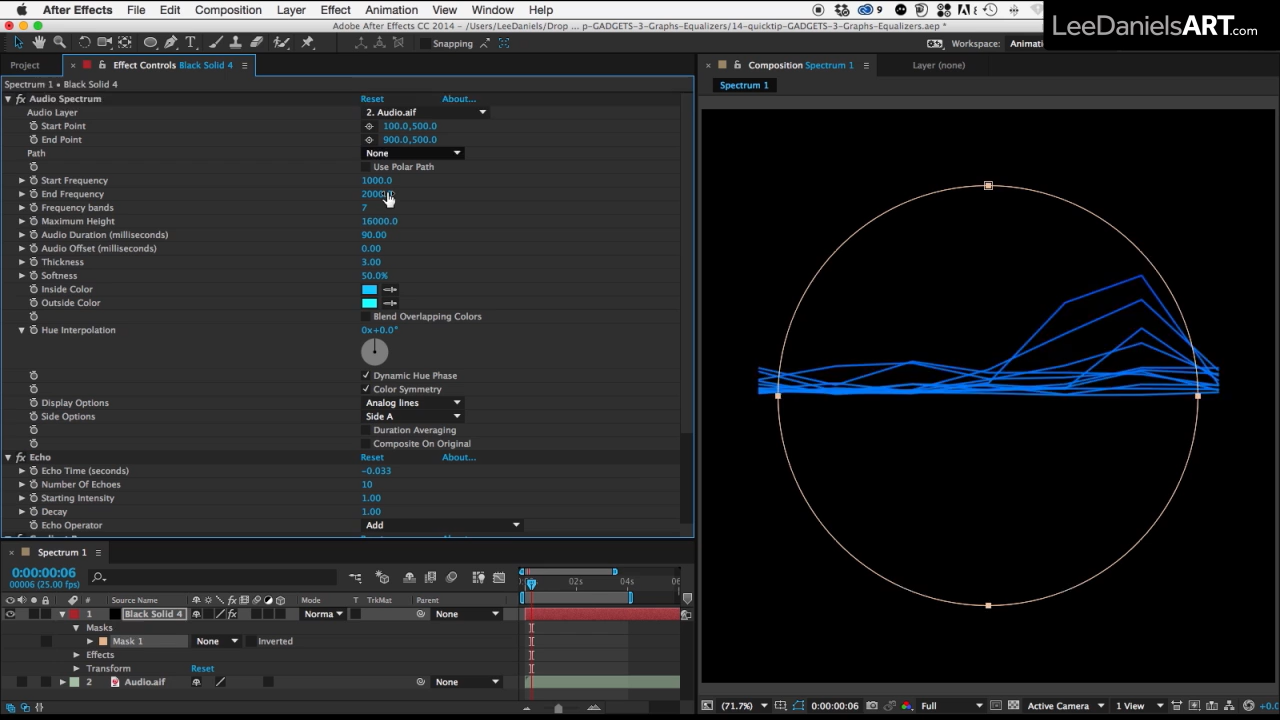 After Effects File Edit Composition Layer Effect Animation View Window Help 9
Adobe After Effects CC 2014 - /Users/LeeDaniels/Drop ... p-GADGETS-3-Graphs-Equalizers/14-quicktip-GADGETS-3-Graphs-Equalizers.aep *
LeeDanielsART.com
Snapping Workspace: Animati
Project × Effect Controls Black Solid 4
× Composition Spectrum 1 Layer (none)
Spectrum 1 • Black Solid 4
Spectrum 1
fx Audio Spectrum Reset About...
Audio Layer 2. Audio.aif
Start Point 100.0,500.0
End Point 900.0,500.0
Path None
Use Polar Path
Start Frequency 1000.0
End Frequency
Frequency bands 7
Maximum Height 16000.0
Audio Duration (milliseconds) 90.00
Audio Offset (milliseconds) 0.00
Thickness 3.00
Softness 50.0%
Inside Color
Outside Color
Blend Overlapping Colors
Hue Interpolation 0x+0.0°
Dynamic Hue Phase
Color Symmetry
Display Options Analog lines
Side Options Side A
Duration Averaging
Composite On Original
fx Echo Reset About...
Echo Time (seconds) -0.033
Number Of Echoes 10
Starting Intensity 1.00
Decay 1.00
Echo Operator Add
× Spectrum 1
0:00:00:06
00006 (25.00 fps)
02s 04s 06
# Source Name Mode T TrkMat Parent
1 Black Solid 4 fx Norma None
Masks
Mask 1 None Inverted
Effects
Transform Reset
2 Audio.aif None
(71.7%) 0:00:00:06 Full Active Camera 1 View +0.0